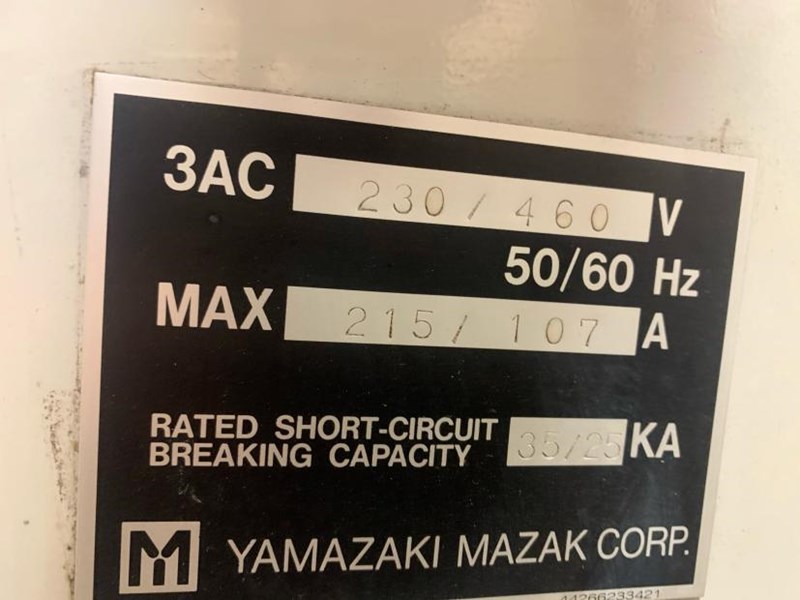 3AC 230 / 460 V
50/60 Hz
MAX 215 / 107 A
RATED SHORT-CIRCUIT
BREAKING CAPACITY 35/25 KA
M YAMAZAKI MAZAK CORP.
44266233421